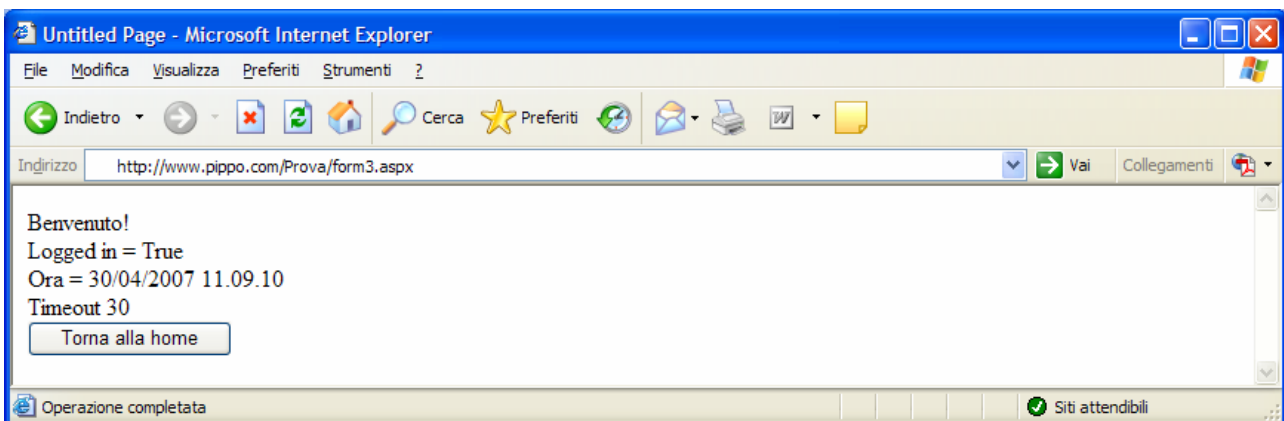 Untitled Page - Microsoft Internet Explorer
File Modifica Visualizza Preferiti Strumenti ?
Indietro Cerca Preferiti W
Indirizzo http://www.pippo.com/Prova/form3.aspx Vai Collegamenti
Benvenuto!
Logged in = True
Ora = 30/04/2007 11.09.10
Timeout 30
Torna alla home
Operazione completata Siti attendibili